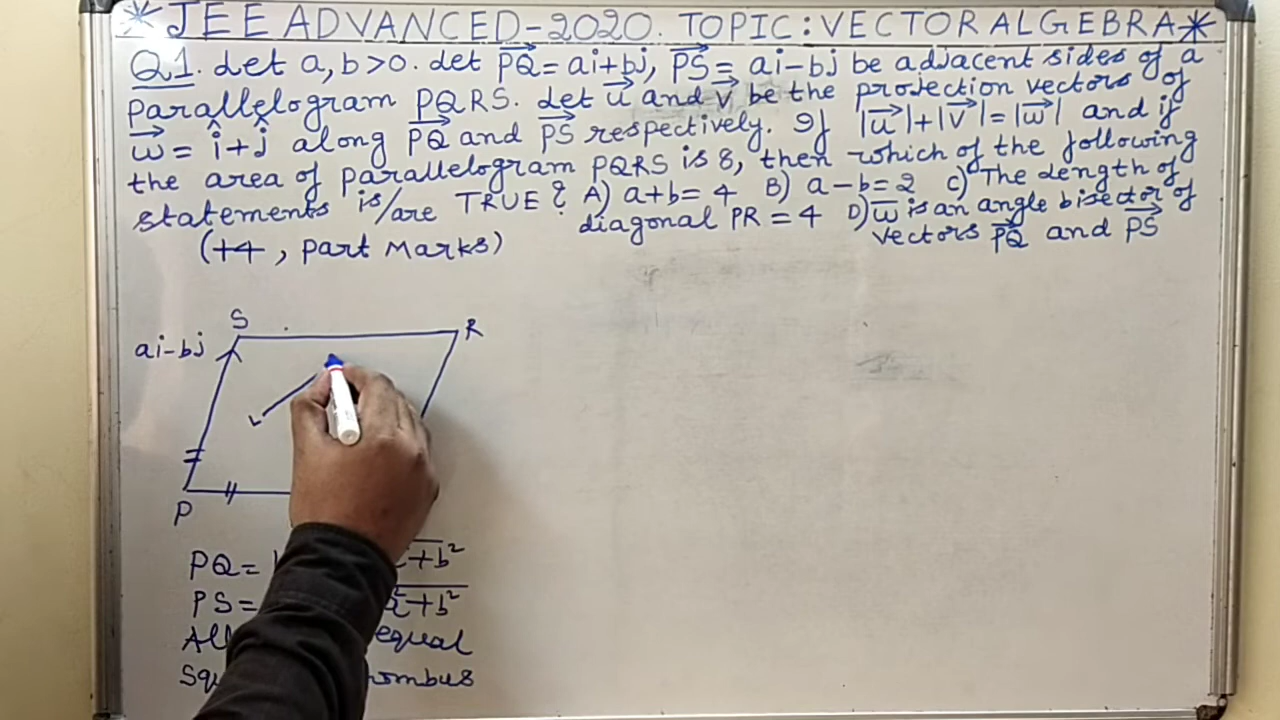 *JEE ADVANCED-2020. TOPIC: VECTOR ALGEBRA*
Q1. Let a, b>0. Let PQ⃗ = ai+bj, PS⃗ = ai-bj be adjacent sides of a
parallelogram PQRS. Let u⃗ and v⃗ be the projection vectors of
w⃗ = î+ĵ along PQ⃗ and PS⃗ respectively. If |u⃗|+|v⃗|=|w⃗| and if
the area of parallelogram PQRS is 8, then which of the following
statements is/are TRUE? A) a+b=4 B) a-b=2 C) The Length of
diagonal PR=4 D) w⃗ is an angle bisector of
vectors PQ⃗ and PS⃗
(+4, part Marks)
S
R
ai-bj
P
PQ=
+b²
PS=
a²+b²
All
equal
ombus